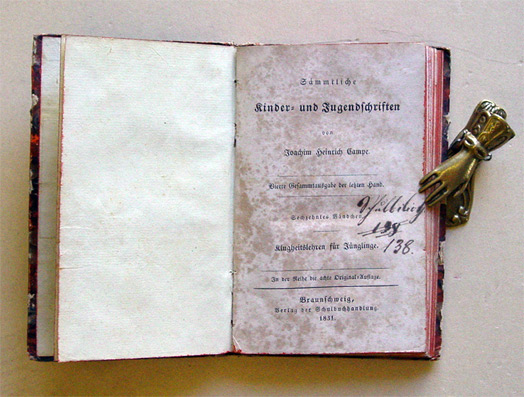 Sämmtliche
Kinder- und Jugendschriften
von
Joachim Heinrich Campe.
Vierte Gesammtausgabe der letzten Hand.
Sechzehntes Bändchen.
Klugheitslehren für Jünglinge.
In der Reihe die achte Original-Auflage.
Braunschweig,
Verlag der Schulbuchhandlung.
1831.
138
138.